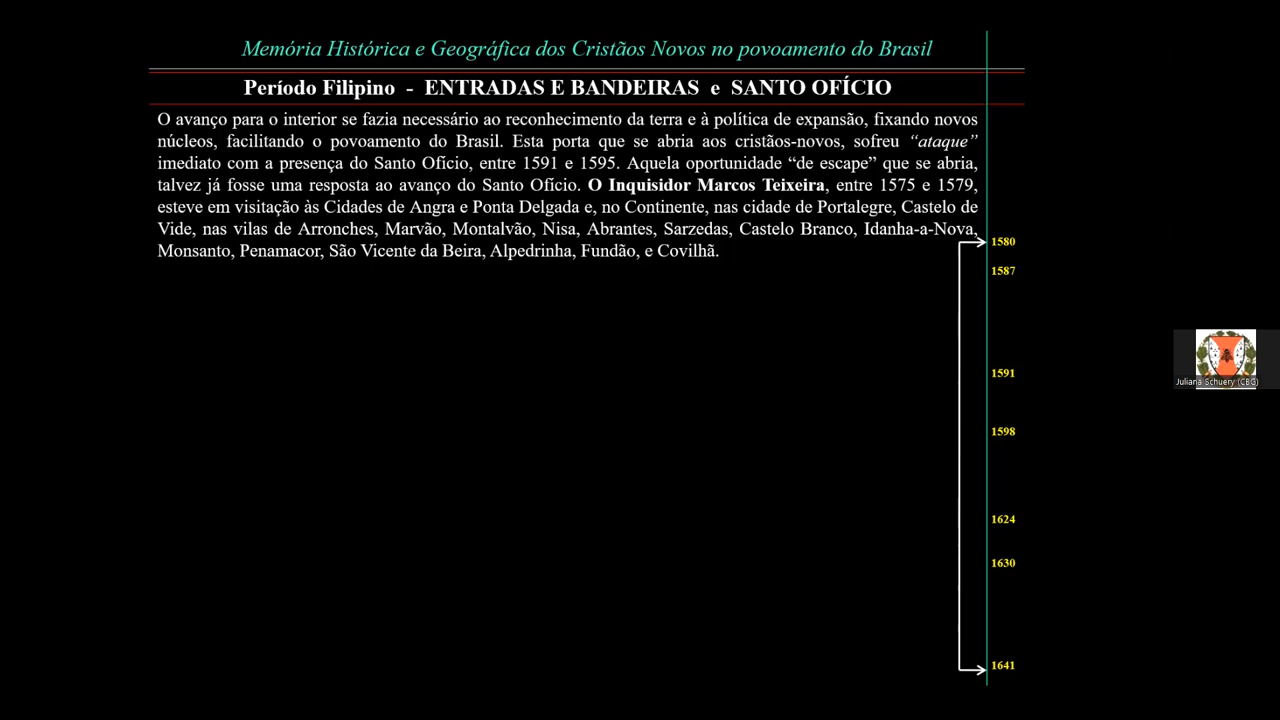 Memória Histórica e Geográfica dos Cristãos Novos no povoamento do Brasil
Período Filipino - ENTRADAS E BANDEIRAS e SANTO OFÍCIO
O avanço para o interior se fazia necessário ao reconhecimento da terra e à política de expansão, fixando novos
núcleos, facilitando o povoamento do Brasil. Esta porta que se abria aos cristãos-novos, sofreu “ataque”
imediato com a presença do Santo Ofício, entre 1591 e 1595. Aquela oportunidade “de escape” que se abria,
talvez já fosse uma resposta ao avanço do Santo Ofício. O Inquisidor Marcos Teixeira, entre 1575 e 1579,
esteve em visitação às Cidades de Angra e Ponta Delgada e, no Continente, nas cidade de Portalegre, Castelo de
Vide, nas vilas de Arronches, Marvão, Montalvão, Nisa, Abrantes, Sarzedas, Castelo Branco, Idanha-a-Nova,
Monsanto, Penamacor, São Vicente da Beira, Alpedrinha, Fundão, e Covilhã.
1580
1587
1591
1598
1624
1630
1641
Juliana Schuery (CBG)